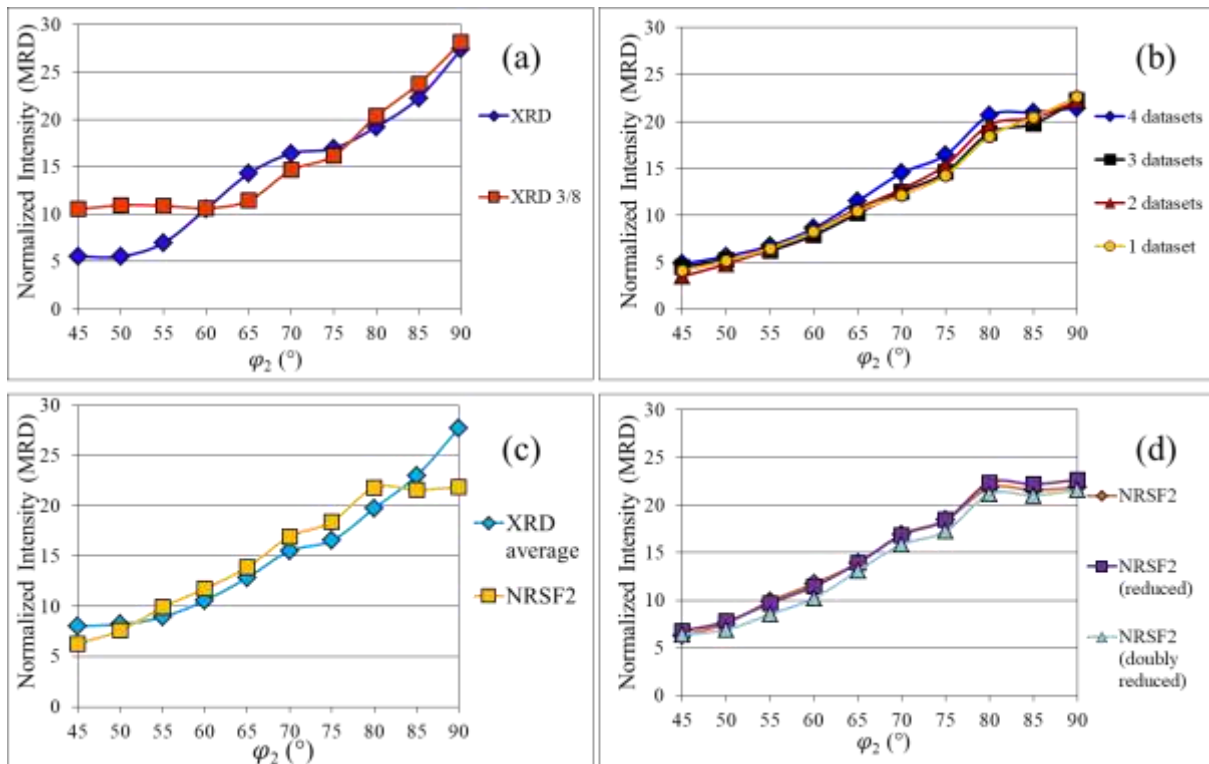 Normalized Intensity (MRD)
30
25
20
15
10
5
0
45 50 55 60 65 70 75 80 85 90
φ2 (°)
(a)
XRD
XRD 3/8
Normalized Intensity (MRD)
30
25
20
15
10
5
0
45 50 55 60 65 70 75 80 85 90
φ2 (°)
(b)
4 datasets
3 datasets
2 datasets
1 dataset
Normalized Intensity (MRD)
30
25
20
15
10
5
0
45 50 55 60 65 70 75 80 85 90
φ2 (°)
(c)
XRD
average
NRSF2
Normalized Intensity (MRD)
30
25
20
15
10
5
0
45 50 55 60 65 70 75 80 85 90
φ2 (°)
(d)
NRSF2
NRSF2
(reduced)
NRSF2
(doubly
reduced)